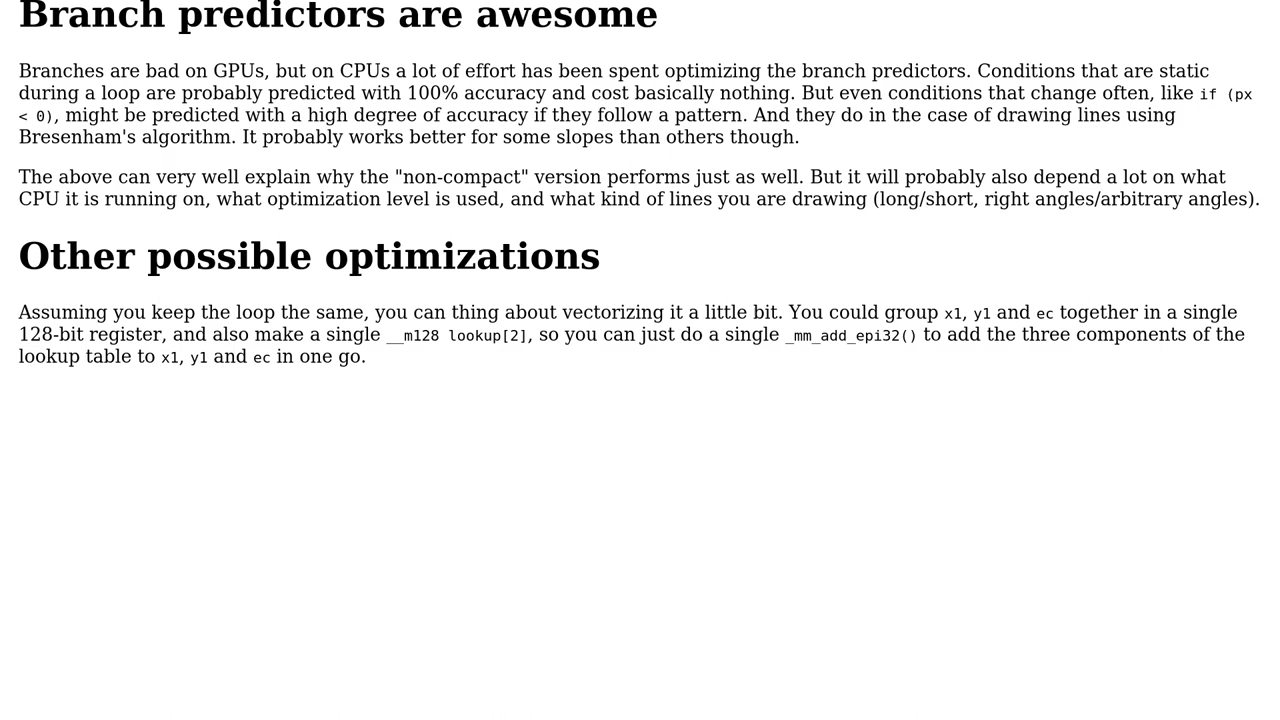 Branch predictors are awesome
Branches are bad on GPUs, but on CPUs a lot of effort has been spent optimizing the branch predictors. Conditions that are static
during a loop are probably predicted with 100% accuracy and cost basically nothing. But even conditions that change often, like if (px
< 0), might be predicted with a high degree of accuracy if they follow a pattern. And they do in the case of drawing lines using
Bresenham's algorithm. It probably works better for some slopes than others though.
The above can very well explain why the "non-compact" version performs just as well. But it will probably also depend a lot on what
CPU it is running on, what optimization level is used, and what kind of lines you are drawing (long/short, right angles/arbitrary angles).
Other possible optimizations
Assuming you keep the loop the same, you can thing about vectorizing it a little bit. You could group x1, y1 and ec together in a single
128-bit register, and also make a single __m128 lookup[2], so you can just do a single _mm_add_epi32() to add the three components of the
lookup table to x1, y1 and ec in one go.